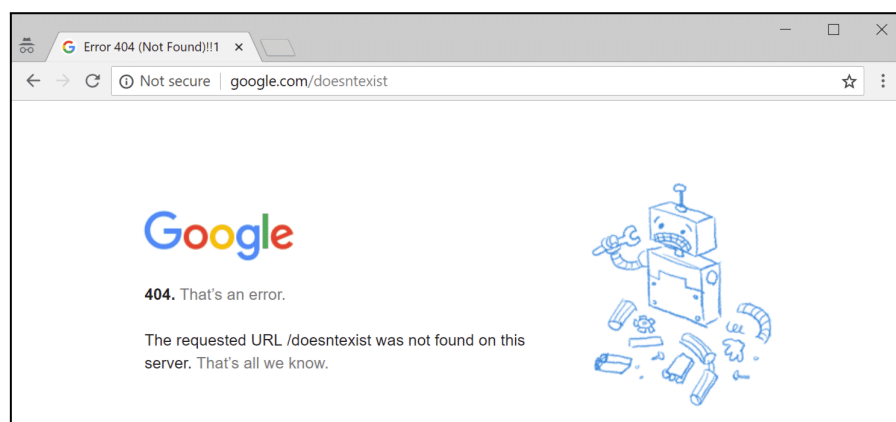 Error 404 (Not Found)!!1
Not secure google.com/doesntexist
Google
404. That's an error.
The requested URL /doesntexist was not found on this
server. That's all we know.